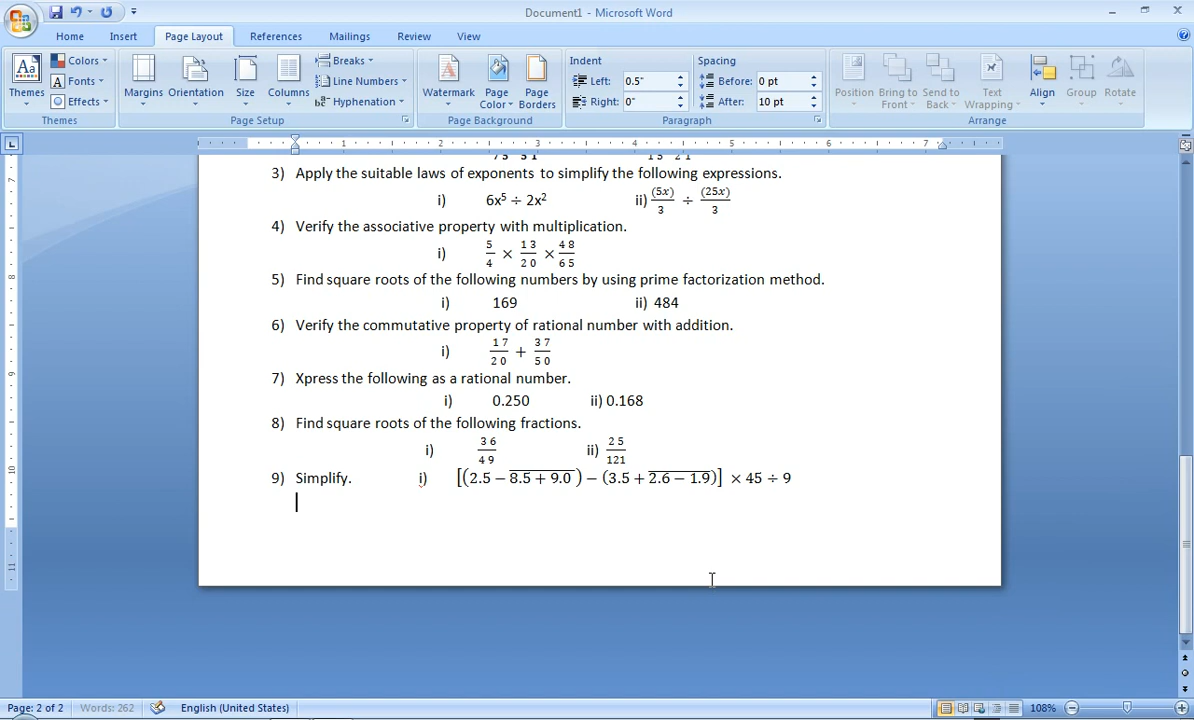 Document1 - Microsoft Word
Home Insert Page Layout References Mailings Review View
Themes Colors Fonts Effects Margins Orientation Size Columns Breaks Line Numbers Hyphenation Watermark Page Color Page Borders Indent Left: 0.5" Right: 0" Spacing Before: 0 pt After: 10 pt Position Bring to Front Send to Back Text Wrapping Align Group Rotate
Themes Page Setup Page Background Paragraph Arrange
L 1 2 3 4 5 6 7
3) Apply the suitable laws of exponents to simplify the following expressions.
i) 6x⁵ ÷ 2x² ii) (5x)/3 ÷ (25x)/3
4) Verify the associative property with multiplication.
i) 5/4 × 13/20 × 48/65
5) Find square roots of the following numbers by using prime factorization method.
i) 169 ii) 484
6) Verify the commutative property of rational number with addition.
i) 17/20 + 37/50
7) Xpress the following as a rational number.
i) 0.250 ii) 0.168
8) Find square roots of the following fractions.
i) 36/49 ii) 25/121
9) Simplify. i) [(2.5 − 8.5 + 9.0 ) − (3.5 + 2.6 − 1.9)] × 45 ÷ 9
Page: 2 of 2 Words: 262 English (United States) 108%